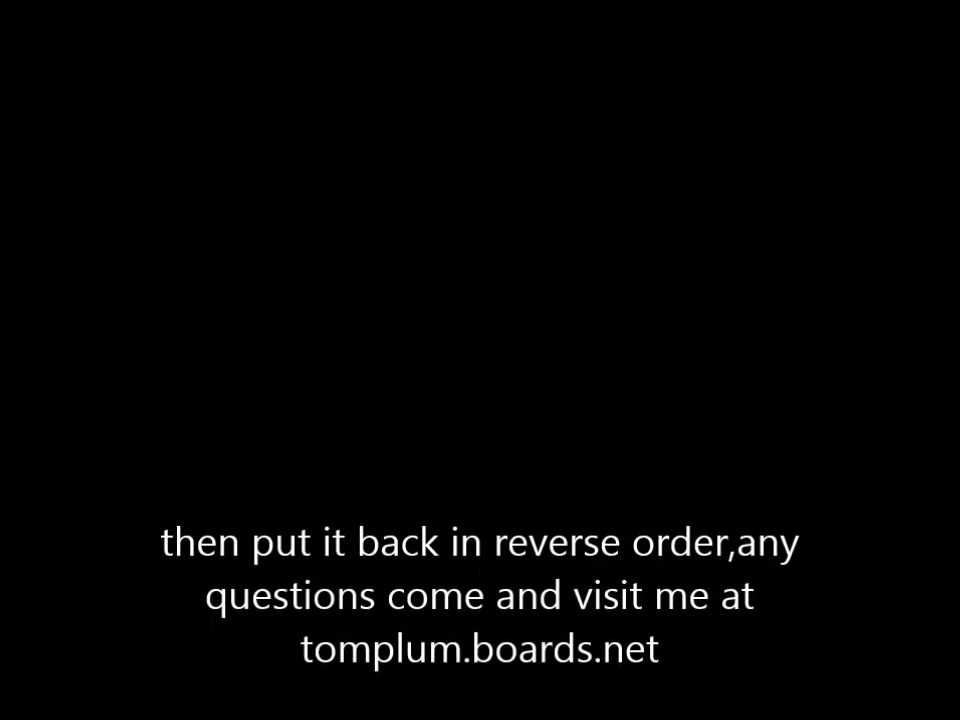 then put it back in reverse order,any
questions come and visit me at
tomplum.boards.net